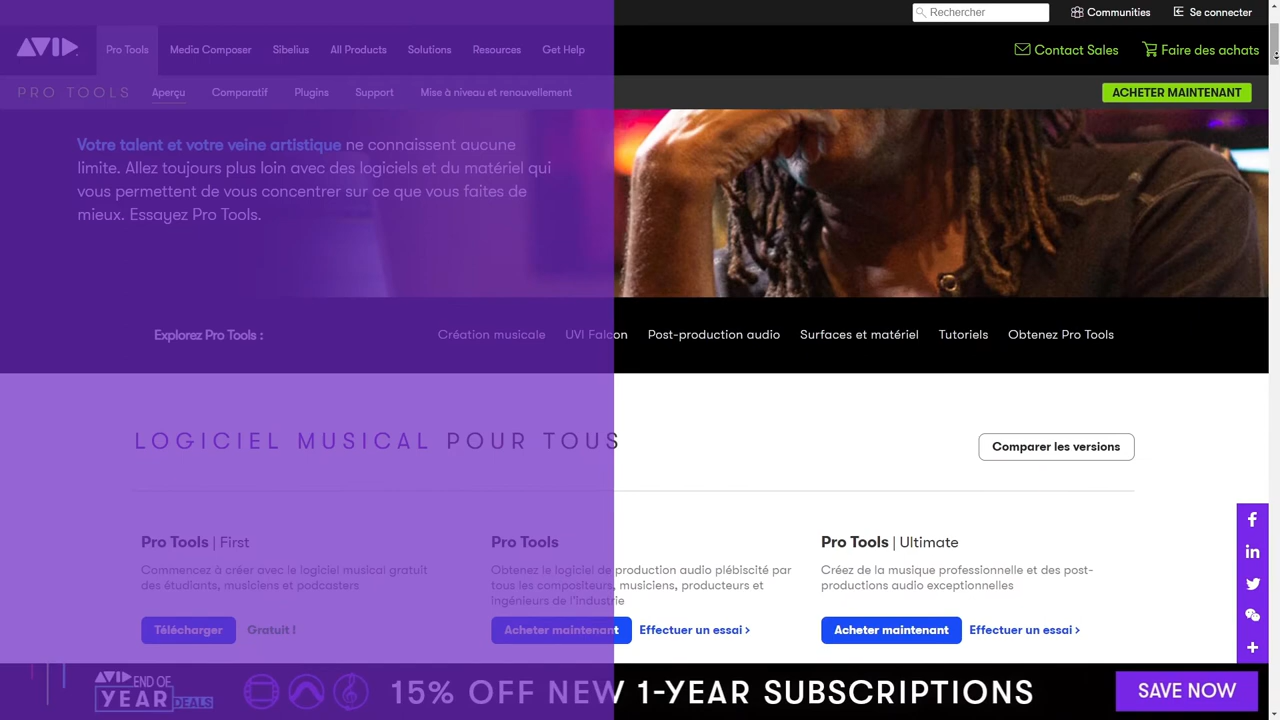 Rechercher
Communities
Se connecter
AVID
Pro Tools
Media Composer
Sibelius
All Products
Solutions
Resources
Get Help
Contact Sales
Faire des achats
PRO TOOLS
Aperçu
Comparatif
Plugins
Support
Mise à niveau et renouvellement
ACHETER MAINTENANT
Votre talent et votre veine artistique ne connaissent aucune
limite. Allez toujours plus loin avec des logiciels et du matériel qui
vous permettent de vous concentrer sur ce que vous faites de
mieux. Essayez Pro Tools.
Explorez Pro Tools :
Création musicale
UVI Falcon
Post-production audio
Surfaces et matériel
Tutoriels
Obtenez Pro Tools
LOGICIEL MUSICAL POUR TOUS
Comparer les versions
Pro Tools | First
Commencez à créer avec le logiciel musical gratuit
des étudiants, musiciens et podcasters
Télécharger
Gratuit !
Pro Tools
Obtenez le logiciel de production audio plébiscité par
tous les compositeurs, musiciens, producteurs et
ingénieurs de l'industrie
Acheter maintenant
Effectuer un essai >
Pro Tools | Ultimate
Créez de la musique professionnelle et des post-
productions audio exceptionnelles
Acheter maintenant
Effectuer un essai >
AVID END OF
YEAR DEALS
15% OFF NEW 1-YEAR SUBSCRIPTIONS
SAVE NOW